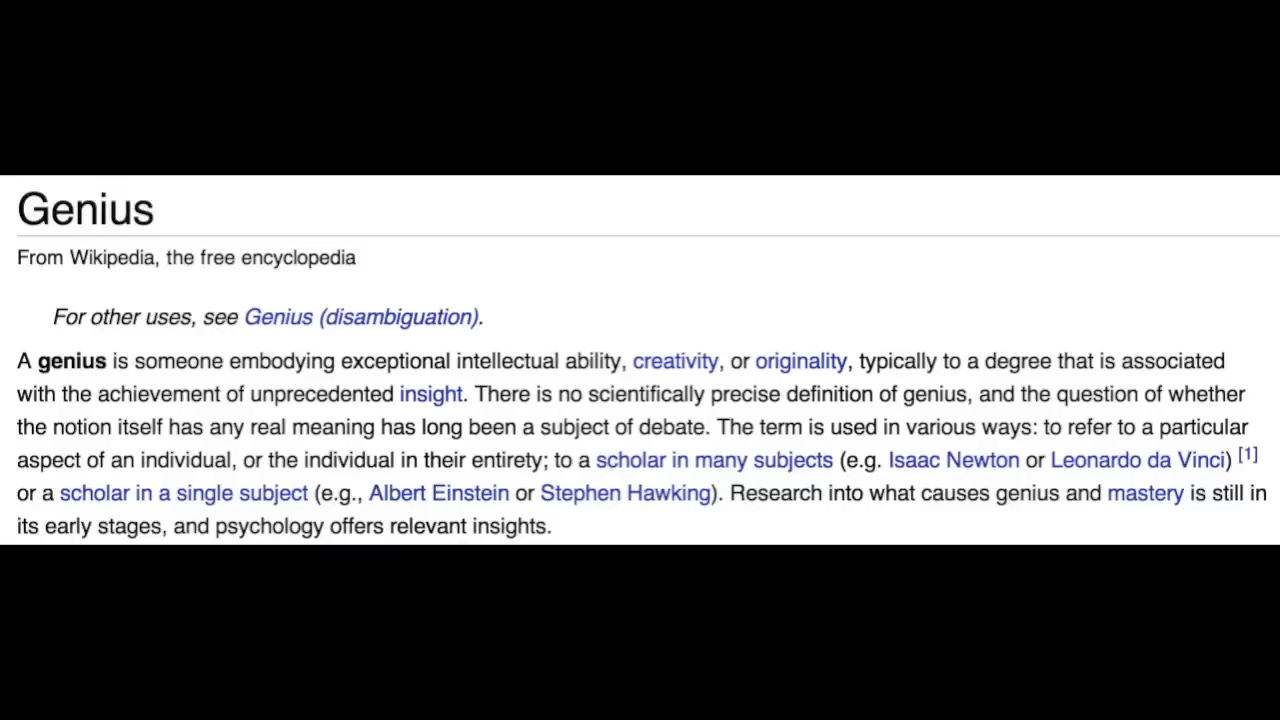 Genius
From Wikipedia, the free encyclopedia
For other uses, see Genius (disambiguation).
A genius is someone embodying exceptional intellectual ability, creativity, or originality, typically to a degree that is associated
with the achievement of unprecedented insight. There is no scientifically precise definition of genius, and the question of whether
the notion itself has any real meaning has long been a subject of debate. The term is used in various ways: to refer to a particular
aspect of an individual, or the individual in their entirety; to a scholar in many subjects (e.g. Isaac Newton or Leonardo da Vinci) [1]
or a scholar in a single subject (e.g., Albert Einstein or Stephen Hawking). Research into what causes genius and mastery is still in
its early stages, and psychology offers relevant insights.